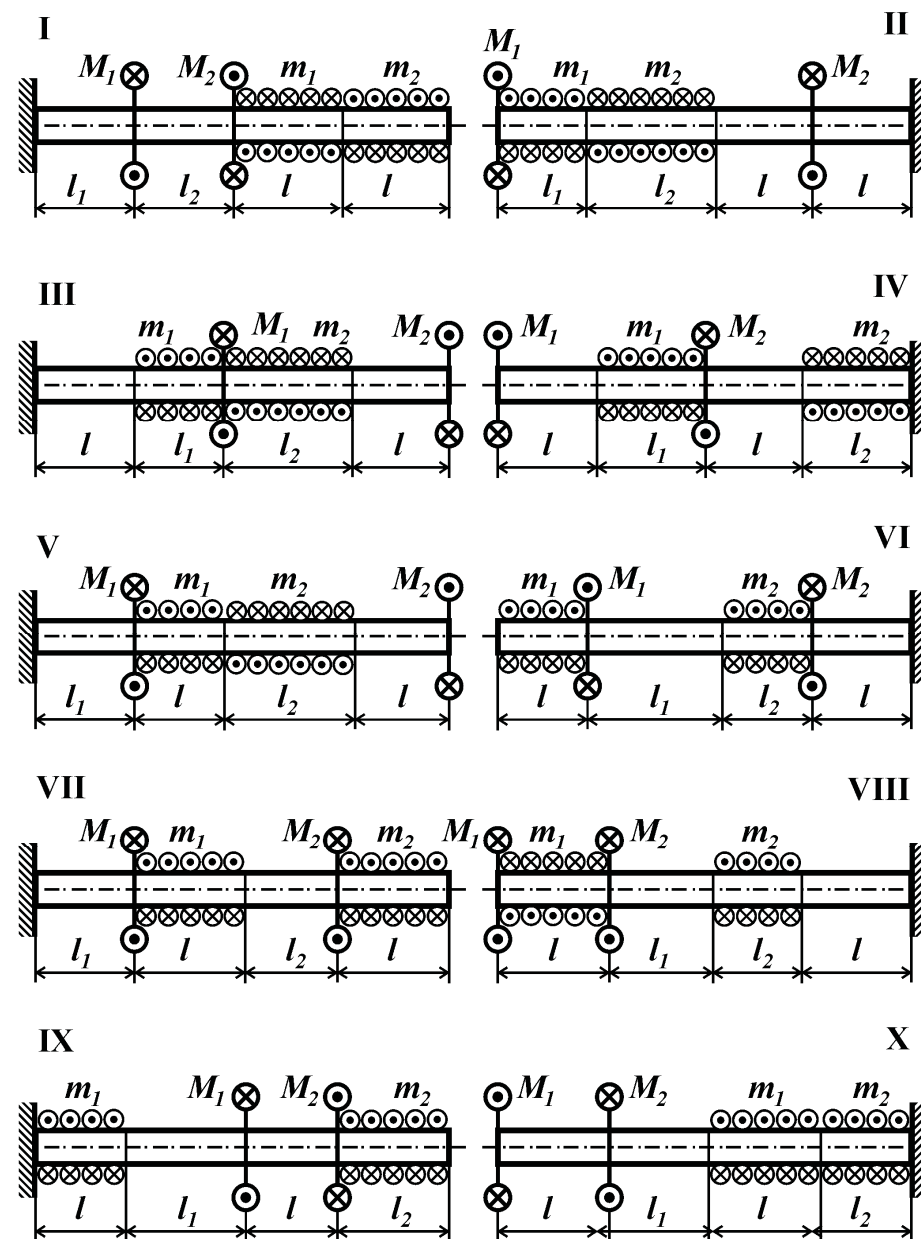 I II
M₁ M₂ m₁ m₂ M₁ m₁ m₂ M₂
l₁ l₂ l l l₁ l₂ l l
III IV
m₁ M₁ m₂ M₂ M₁ m₁ M₂ m₂
l l₁ l₂ l l l₁ l l₂
V VI
M₁ m₁ m₂ M₂ m₁ M₁ m₂ M₂
l₁ l l₂ l l l₁ l₂ l
VII VIII
M₁ m₁ M₂ m₂ M₁ m₁ M₂ m₂
l₁ l l₂ l l l₁ l₂ l
IX X
m₁ M₁ M₂ m₂ M₁ M₂ m₁ m₂
l l₁ l l₂ l l₁ l l₂